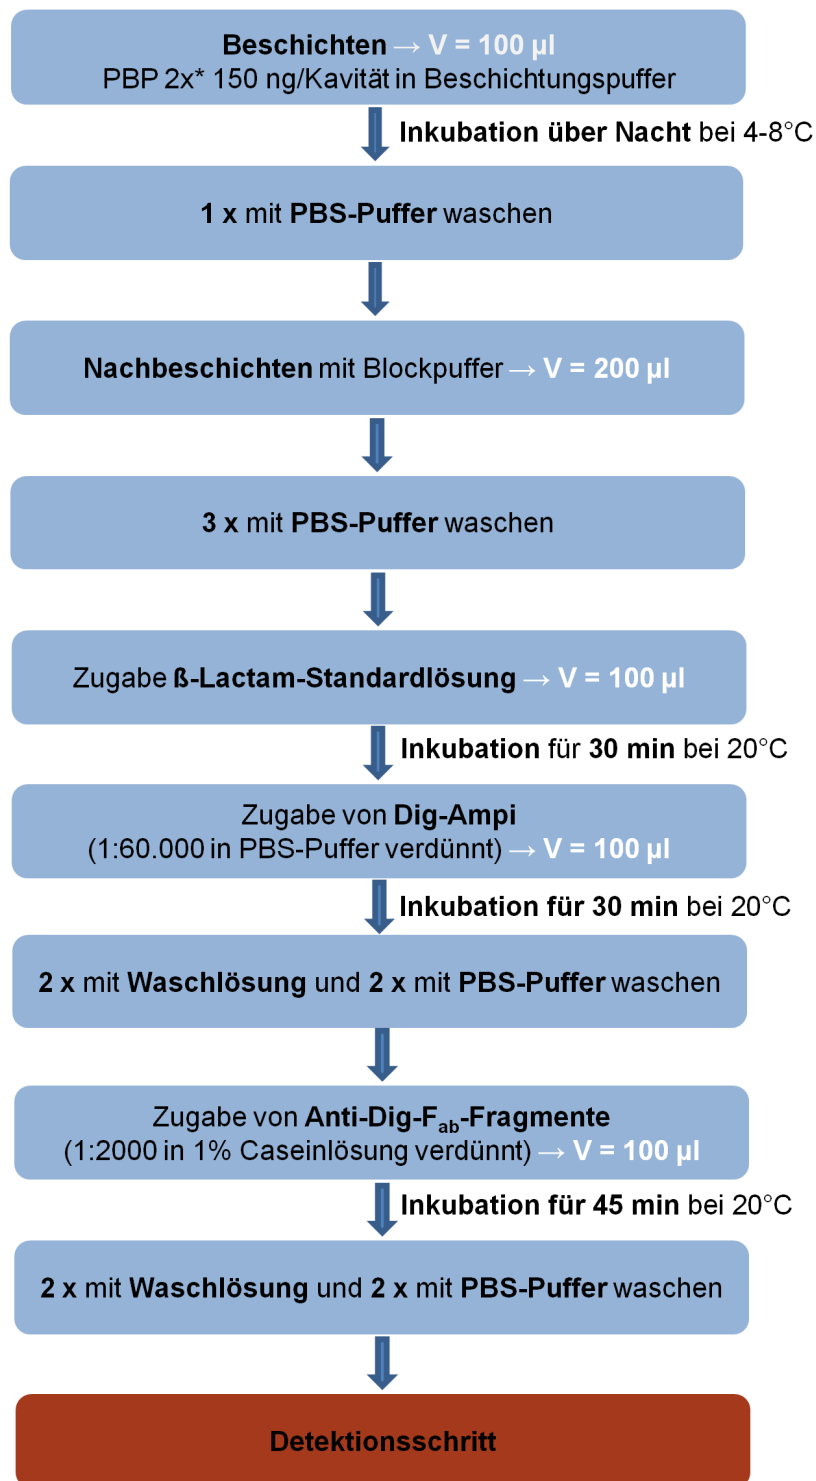 Beschichten → V = 100 µl
PBP 2x* 150 ng/Kavität in Beschichtungspuffer
Inkubation über Nacht bei 4-8°C
1 x mit PBS-Puffer waschen
Nachbeschichten mit Blockpuffer → V = 200 µl
3 x mit PBS-Puffer waschen
Zugabe ß-Lactam-Standardlösung → V = 100 µl
Inkubation für 30 min bei 20°C
Zugabe von Dig-Ampi
(1:60.000 in PBS-Puffer verdünnt) → V = 100 µl
Inkubation für 30 min bei 20°C
2 x mit Waschlösung und 2 x mit PBS-Puffer waschen
Zugabe von Anti-Dig-Fab-Fragmente
(1:2000 in 1% Caseinlösung verdünnt) → V = 100 µl
Inkubation für 45 min bei 20°C
2 x mit Waschlösung und 2 x mit PBS-Puffer waschen
Detektionsschritt